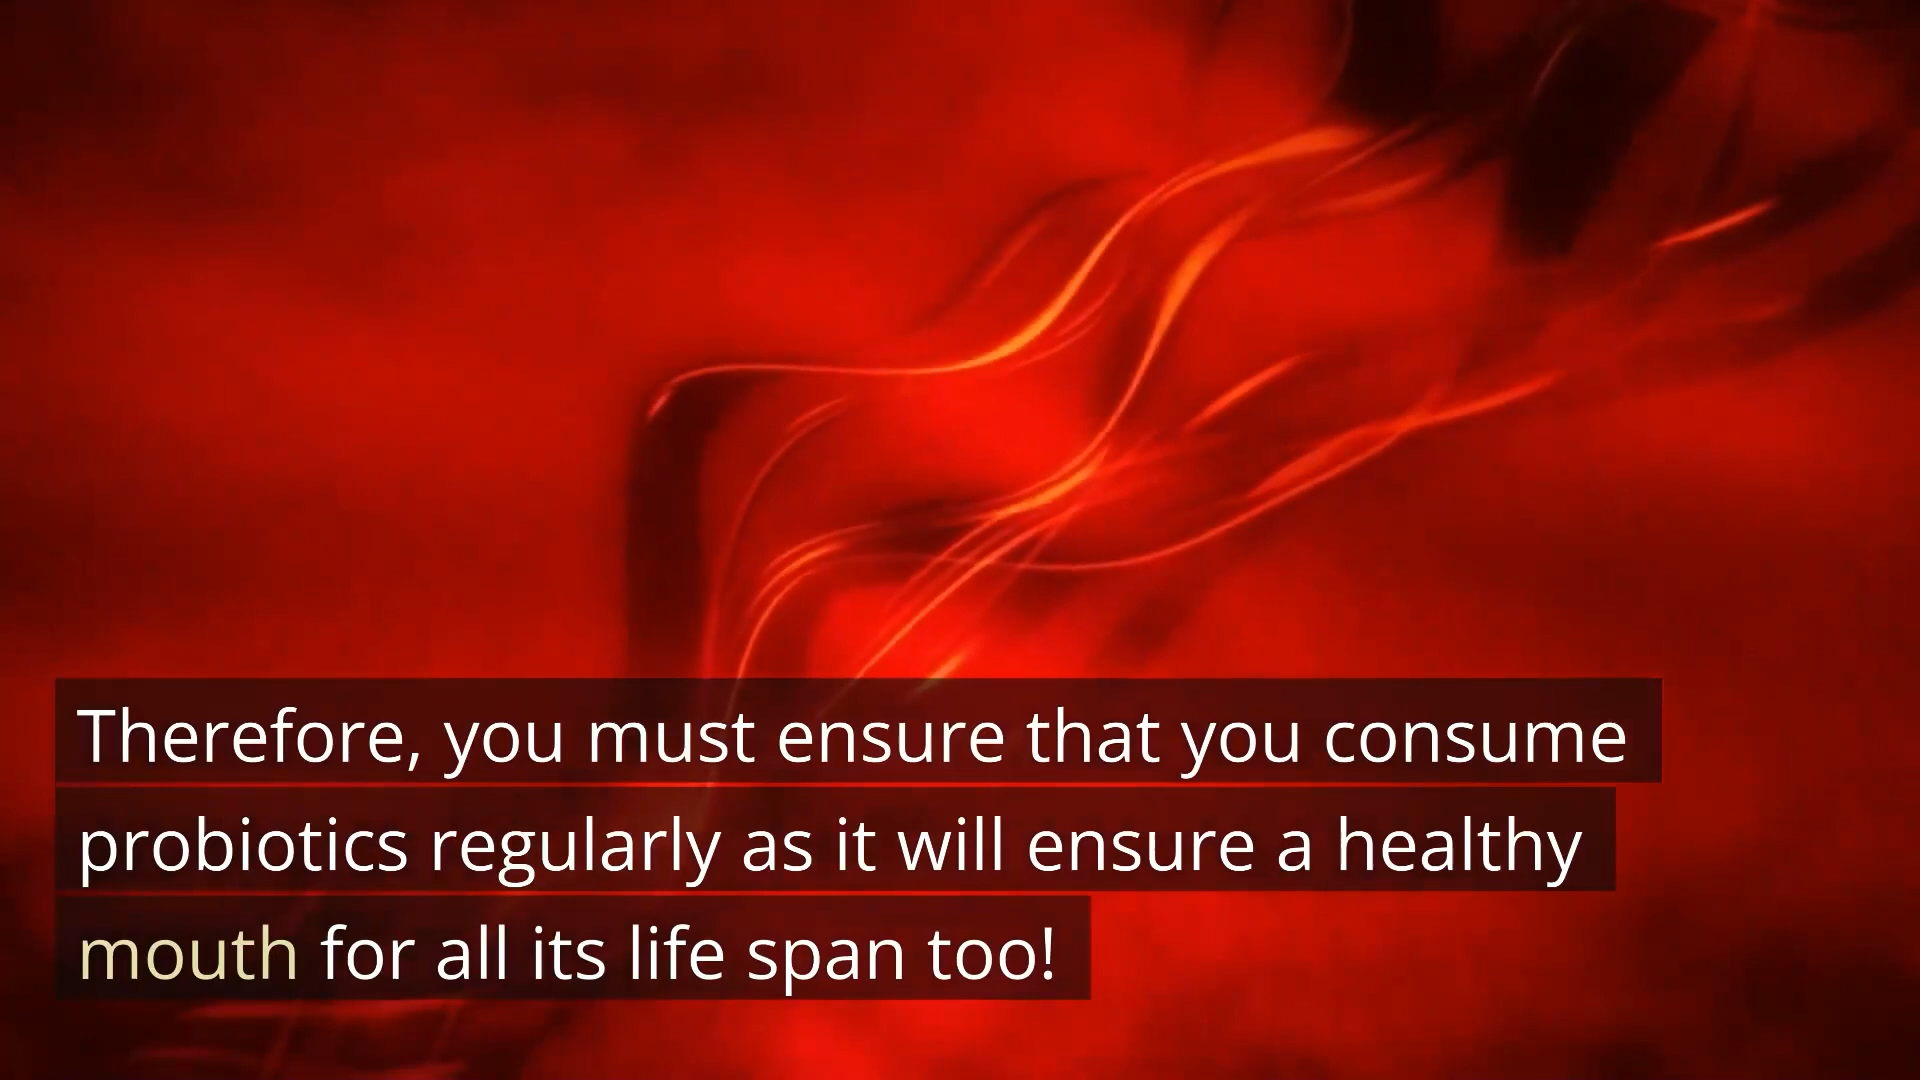 Therefore, you must ensure that you consume
probiotics regularly as it will ensure a healthy
mouth for all its life span too!